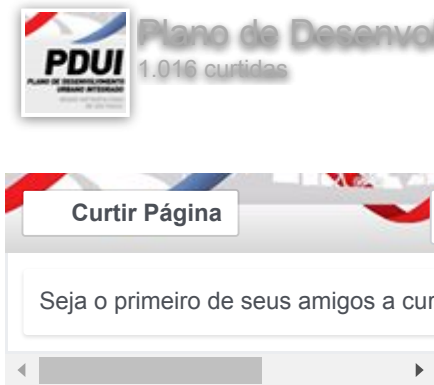 PDUI
PLANO DE DESENVOLVIMENTO
URBANO INTEGRADO
Plano de Desenvol
1.016 curtidas
Curtir Página
Seja o primeiro de seus amigos a cur